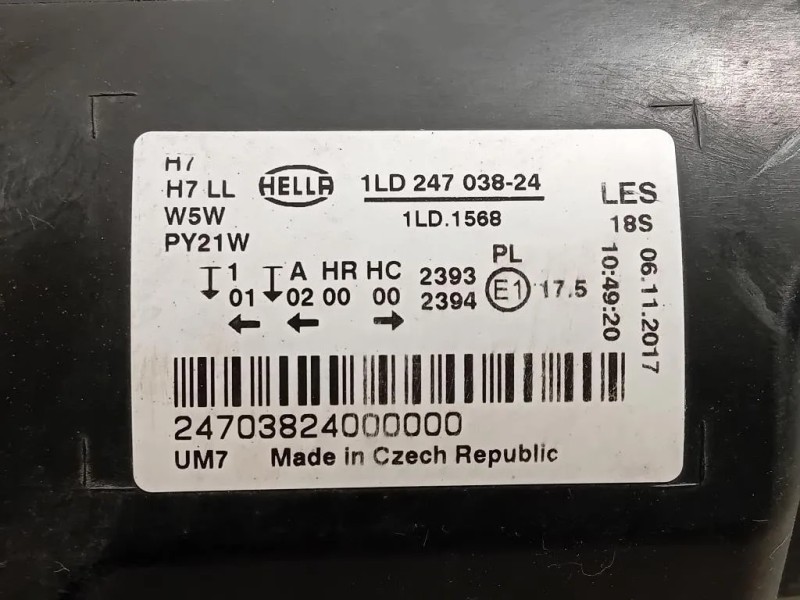 H7
H7 LL HELLA 1LD 247 038-24
W5W 1LD.1568
PY21W
LES
18S
1 A HR HC 2393 PL
01 02 00 00 2394 E1 17.5
06.11.2017
10:49:20
24703824000000
UM7 Made in Czech Republic